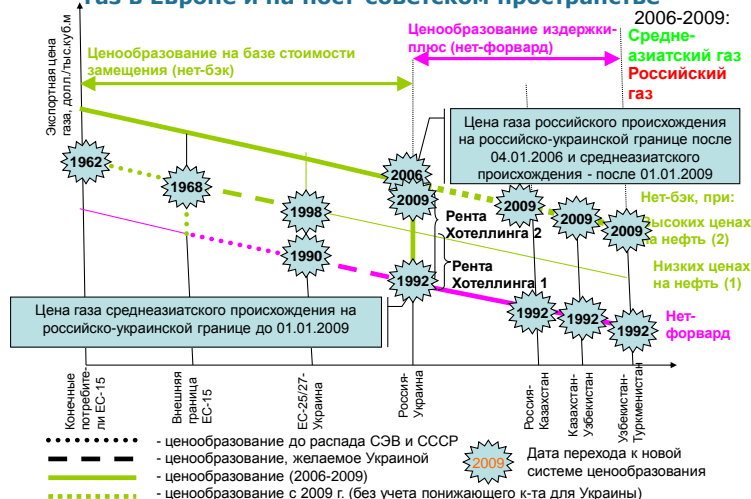 газ в Европе и на пост-советском пространстве
2006-2009:
Средне-
азиатский газ
Российский
газ
Ценообразование издержки-
плюс (нет-форвард)
Ценообразование на базе стоимости
замещения (нет-бэк)
Экспортная цена
газа, долл./тыс.куб.м
Цена газа российского происхождения
на российско-украинской границе после
04.01.2006 и среднеазиатского
происхождения - после 01.01.2009
1962
1968
1998
1990
2006
2009
1992
2009
2009
2009
1992
1992
1992
Рента
Хотеллинга 2
Рента
Хотеллинга 1
Нет-бэк, при:
Высоких ценах
на нефть (2)
Низких ценах
на нефть (1)
Нет-
форвард
Цена газа среднеазиатского происхождения на
российско-украинской границе до 01.01.2009
Конечные
потребите-
ли ЕС-15
Внешняя
граница
ЕС-15
ЕС-25/27-
Украина
Россия-
Украина
Россия-
Казахстан
Казахстан-
Узбекистан
Узбекистан-
Туркменистан
- ценообразование до распада СЭВ и СССР
- ценообразование, желаемое Украиной
- ценообразование (2006-2009)
- ценообразование с 2009 г. (без учета понижающего к-та для Украины)
2009
Дата перехода к новой
системе ценообразования